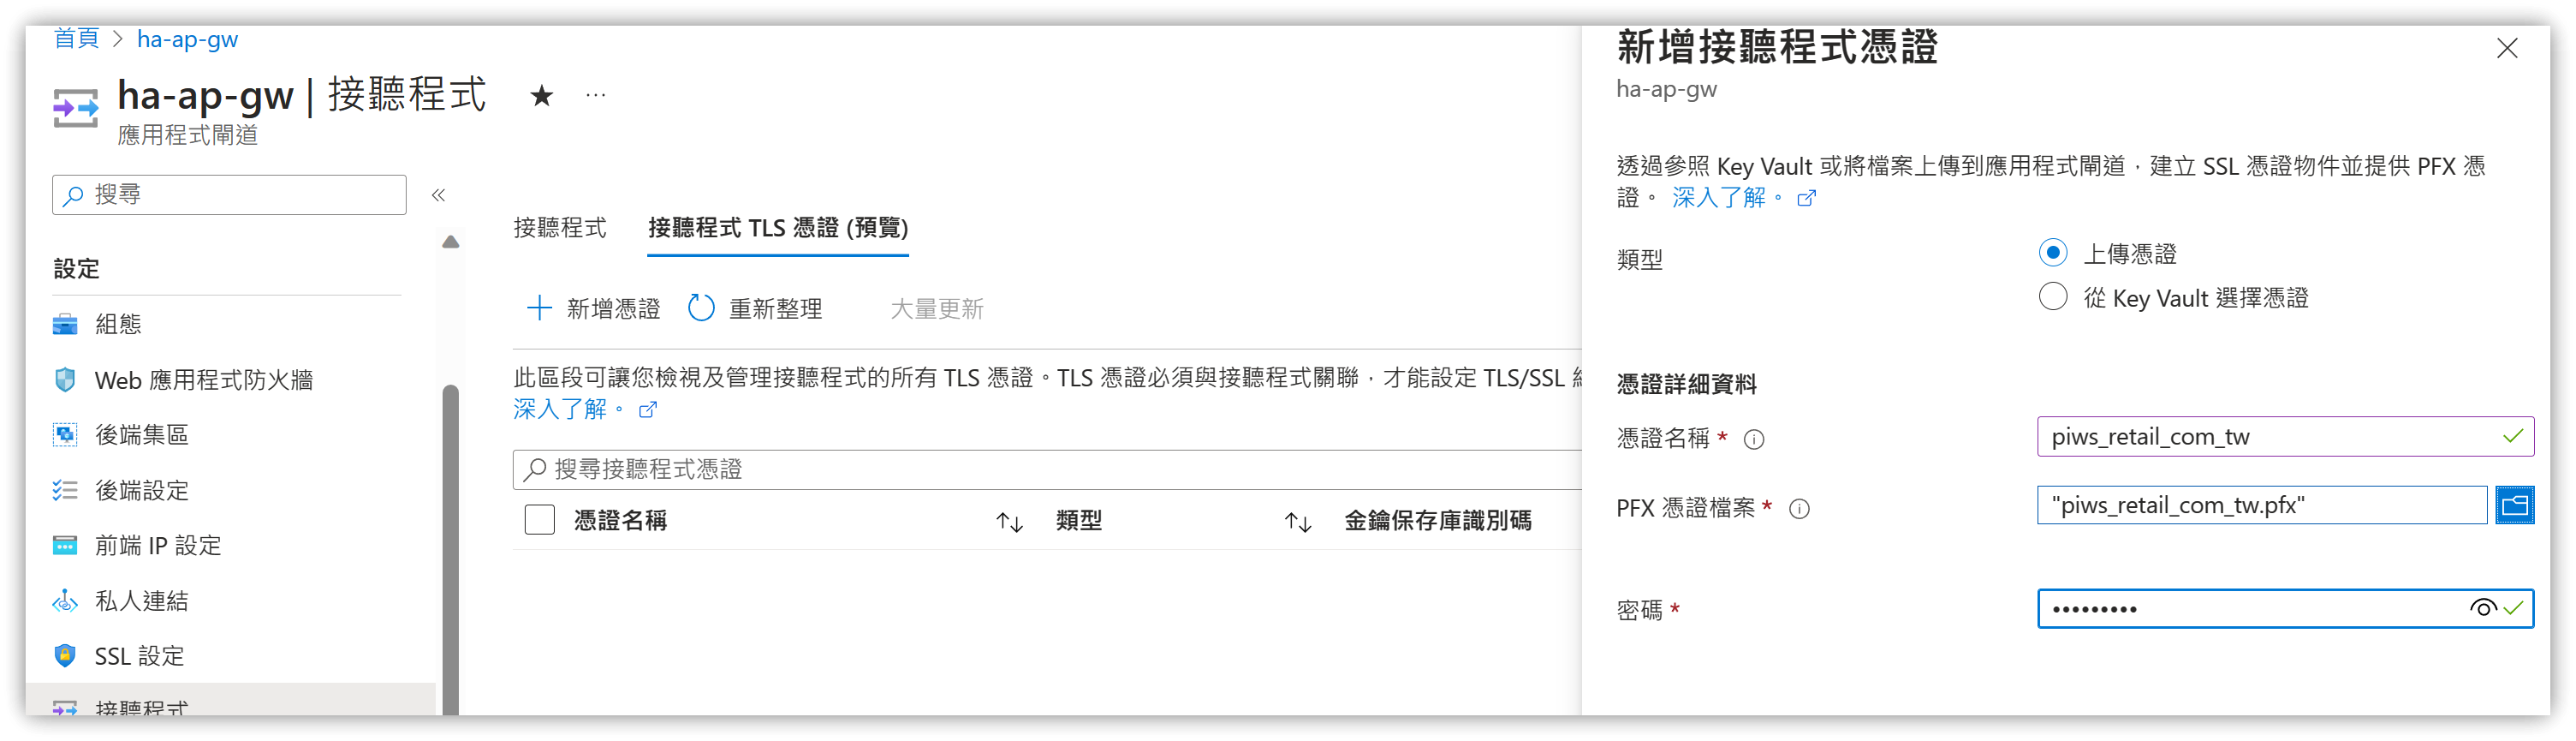 首頁 > ha-ap-gw
ha-ap-gw | 接聽程式 ★ ···
應用程式閘道
搜尋
設定
組態
Web 應用程式防火牆
後端集區
後端設定
前端 IP 設定
私人連結
SSL 設定
接聽程式
接聽程式 接聽程式 TLS 憑證 (預覽)
新增憑證 重新整理 大量更新
此區段可讓您檢視及管理接聽程式的所有 TLS 憑證。TLS 憑證必須與接聽程式關聯，才能設定 TLS/SSL
深入了解。
搜尋接聽程式憑證
憑證名稱 類型 金鑰保存庫識別碼
新增接聽程式憑證
ha-ap-gw
透過參照 Key Vault 或將檔案上傳到應用程式閘道，建立 SSL 憑證物件並提供 PFX 憑
證。 深入了解。
類型
上傳憑證
從 Key Vault 選擇憑證
憑證詳細資料
憑證名稱 * piws_retail_com_tw
PFX 憑證檔案 * "piws_retail_com_tw.pfx"
密碼 * •••••••••